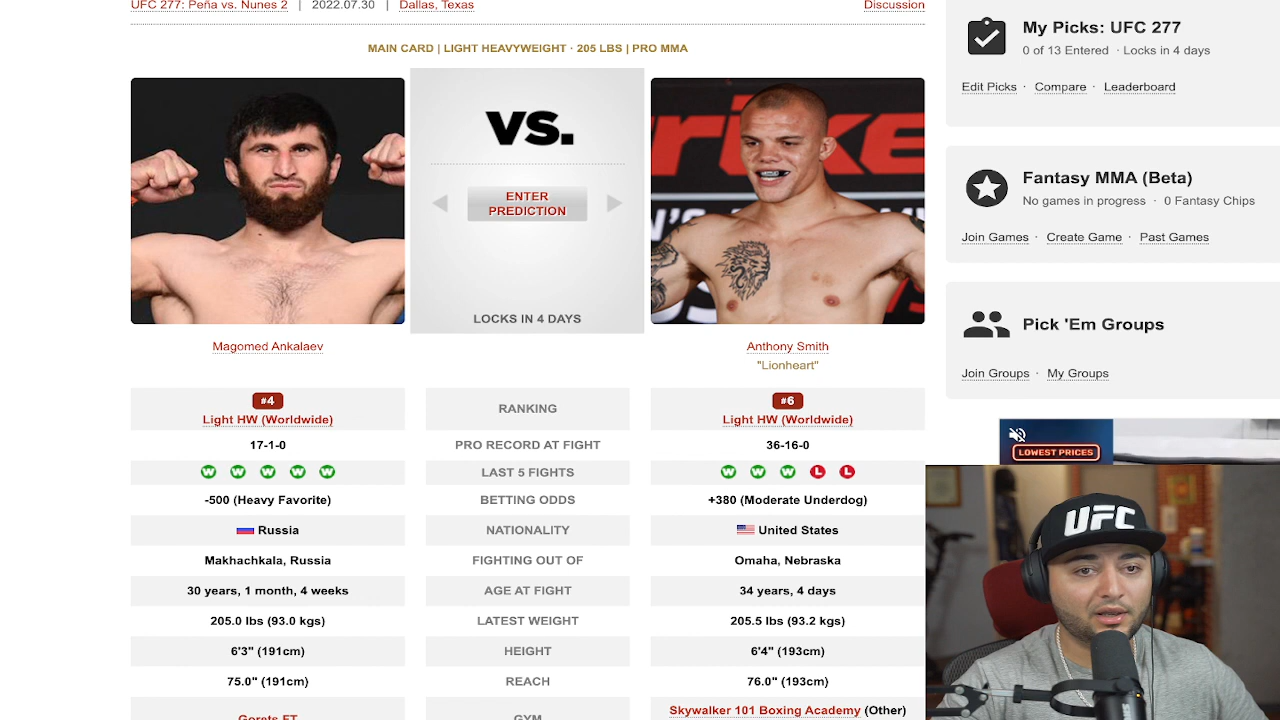 UFC 277: Peña vs. Nunes 2 | 2022.07.30 | Dallas, Texas
Discussion
MAIN CARD | LIGHT HEAVYWEIGHT · 205 LBS | PRO MMA
rike
VS.
ENTER
PREDICTION
LOCKS IN 4 DAYS
Magomed Ankalaev
Anthony Smith
"Lionheart"
#4
Light HW (Worldwide)
RANKING
#6
Light HW (Worldwide)
17-1-0 PRO RECORD AT FIGHT 36-16-0
W W W W W LAST 5 FIGHTS W W W L L
-500 (Heavy Favorite) BETTING ODDS +380 (Moderate Underdog)
Russia NATIONALITY United States
Makhachkala, Russia FIGHTING OUT OF Omaha, Nebraska
30 years, 1 month, 4 weeks AGE AT FIGHT 34 years, 4 days
205.0 lbs (93.0 kgs) LATEST WEIGHT 205.5 lbs (93.2 kgs)
6'3" (191cm) HEIGHT 6'4" (193cm)
75.0" (191cm) REACH 76.0" (193cm)
Gorets FT GYM Skywalker 101 Boxing Academy (Other)
My Picks: UFC 277
0 of 13 Entered · Locks in 4 days
Edit Picks · Compare · Leaderboard
Fantasy MMA (Beta)
No games in progress · 0 Fantasy Chips
Join Games · Create Game · Past Games
Pick 'Em Groups
Join Groups · My Groups
LOWEST PRICES
UFC